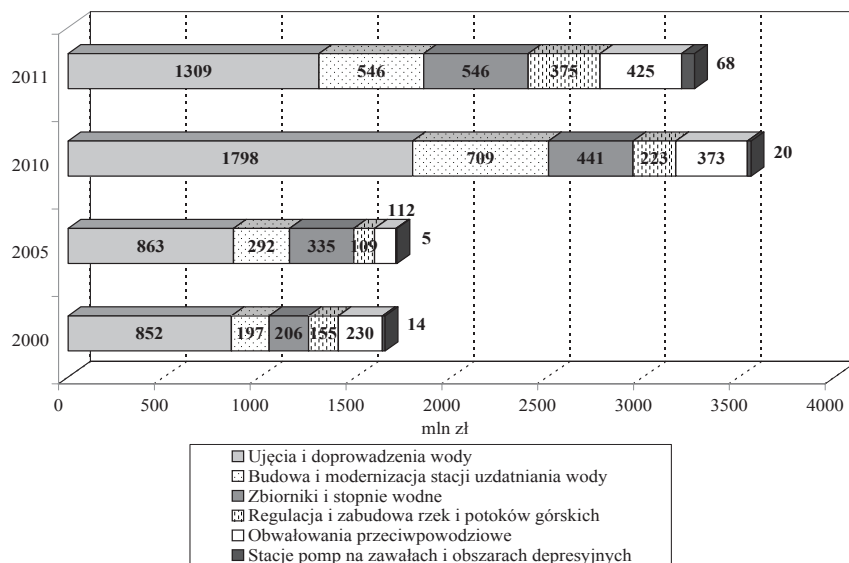 2011 1309 546 546 375 425 68
2010 1798 709 441 223 373 20
112
2005 863 292 335 109 5
2000 852 197 206 155 230 14
0 500 1000 1500 2000 2500 3000 3500 4000
mln zł
Ujęcia i doprowadzenia wody
Budowa i modernizacja stacji uzdatniania wody
Zbiorniki i stopnie wodne
Regulacja i zabudowa rzek i potoków górskich
Obwałowania przeciwpowodziowe
Stacje pomp na zawałach i obszarach depresyjnych